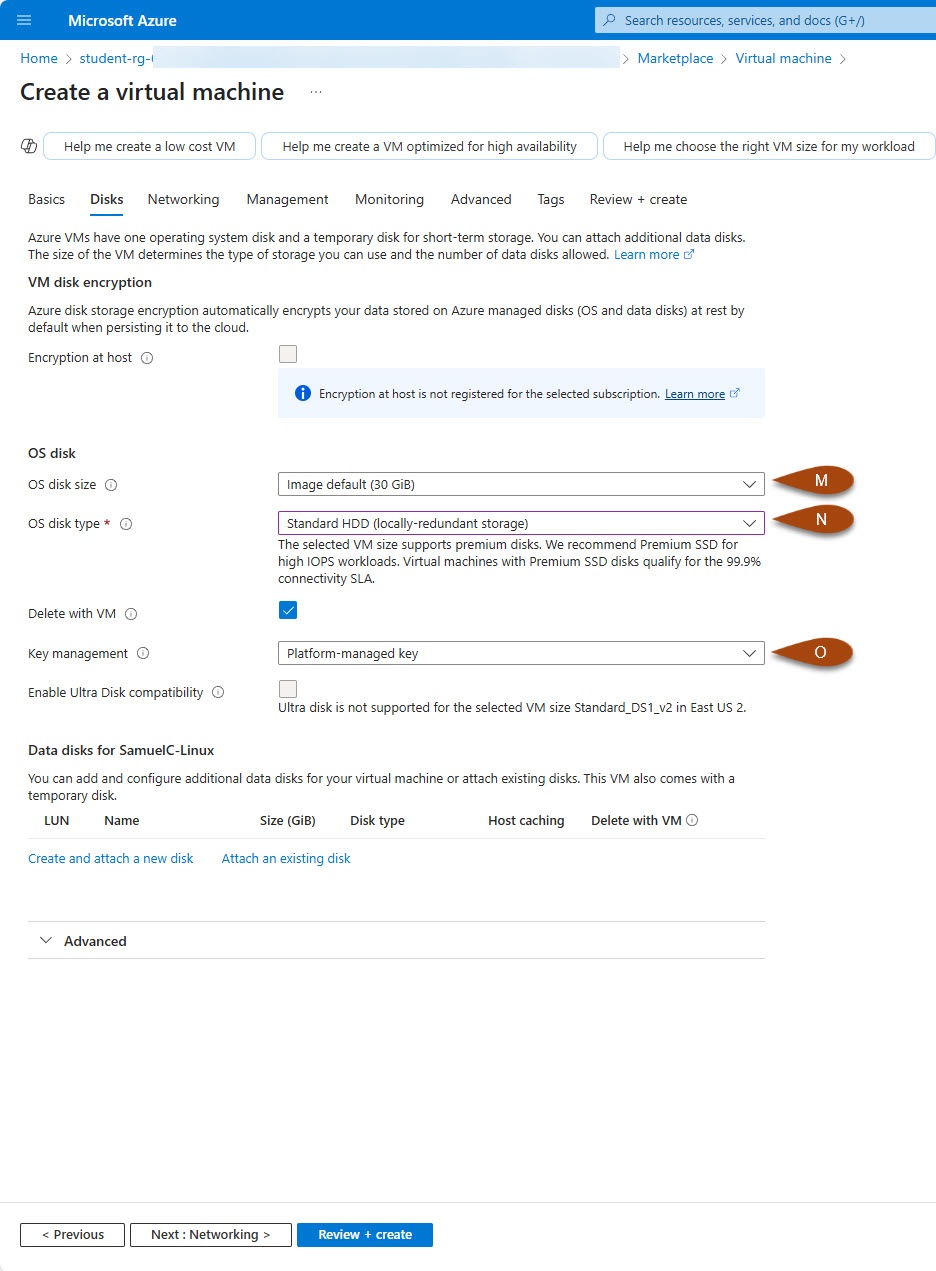 Microsoft Azure
Search resources, services, and docs (G+/)
Home > student-rg- > Marketplace > Virtual machine >
Create a virtual machine ...
Help me create a low cost VM Help me create a VM optimized for high availability Help me choose the right VM size for my workload
Basics Disks Networking Management Monitoring Advanced Tags Review + create
Azure VMs have one operating system disk and a temporary disk for short-term storage. You can attach additional data disks.
The size of the VM determines the type of storage you can use and the number of data disks allowed. Learn more
VM disk encryption
Azure disk storage encryption automatically encrypts your data stored on Azure managed disks (OS and data disks) at rest by
default when persisting it to the cloud.
Encryption at host
Encryption at host is not registered for the selected subscription. Learn more
OS disk
OS disk size Image default (30 GiB) M
OS disk type * Standard HDD (locally-redundant storage) N
The selected VM size supports premium disks. We recommend Premium SSD for
high IOPS workloads. Virtual machines with Premium SSD disks qualify for the 99.9%
connectivity SLA.
Delete with VM
Key management Platform-managed key O
Enable Ultra Disk compatibility
Ultra disk is not supported for the selected VM size Standard_DS1_v2 in East US 2.
Data disks for SamuelC-Linux
You can add and configure additional data disks for your virtual machine or attach existing disks. This VM also comes with a
temporary disk.
LUN Name Size (GiB) Disk type Host caching Delete with VM
Create and attach a new disk Attach an existing disk
Advanced
< Previous Next : Networking > Review + create